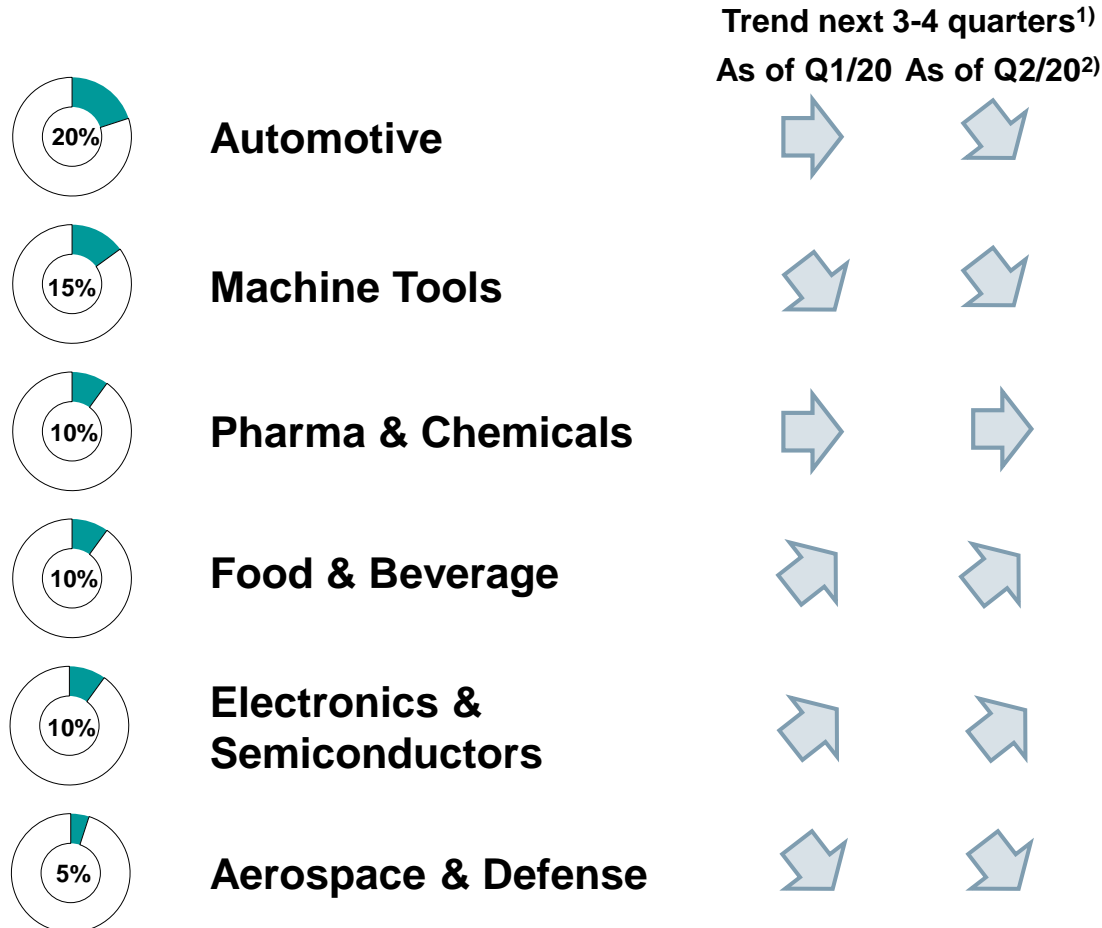 Trend next 3-4 quarters1)
As of Q1/20 As of Q2/202)
20% Automotive
15% Machine Tools
10% Pharma & Chemicals
10% Food & Beverage
10% Electronics &
Semiconductors
5% Aerospace & Defense